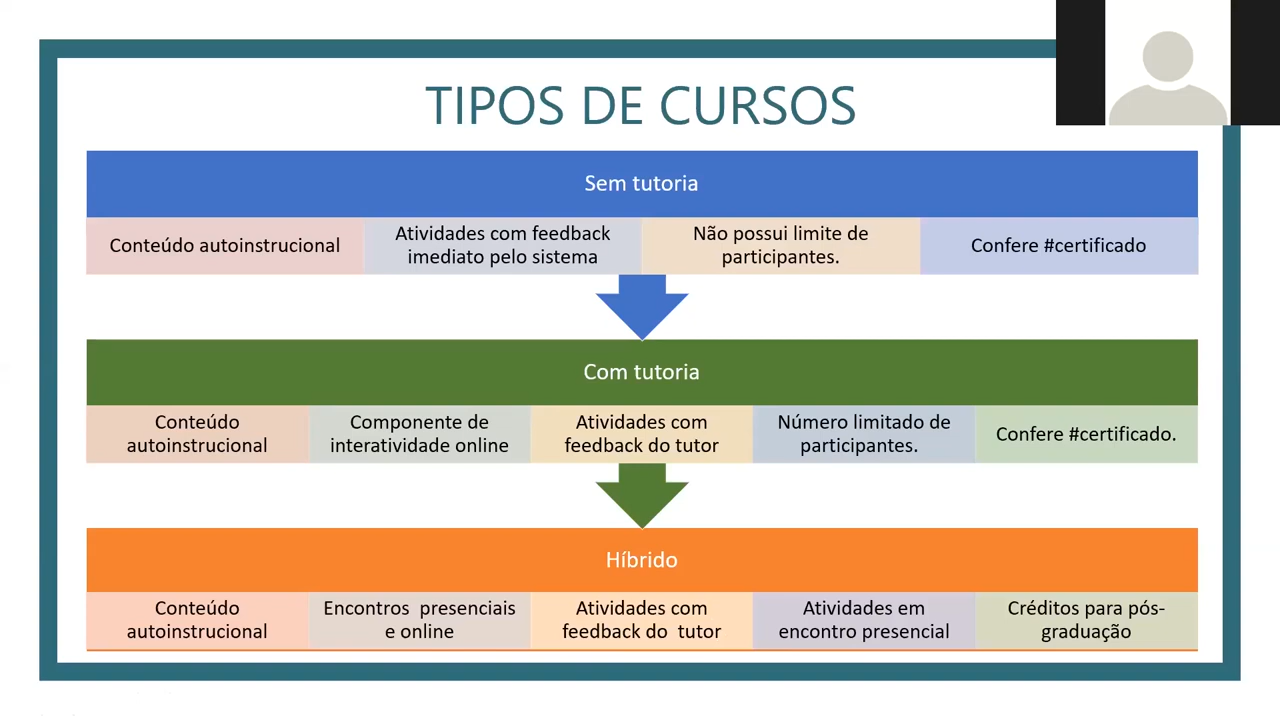 TIPOS DE CURSOS
Sem tutoria
Conteúdo autoinstrucional
Atividades com feedback
imediato pelo sistema
Não possui limite de
participantes.
Confere #certificado
Com tutoria
Conteúdo
autoinstrucional
Componente de
interatividade online
Atividades com
feedback do tutor
Número limitado de
participantes.
Confere #certificado.
Híbrido
Conteúdo
autoinstrucional
Encontros  presenciais
e online
Atividades com
feedback do  tutor
Atividades em
encontro presencial
Créditos para pós-
graduação